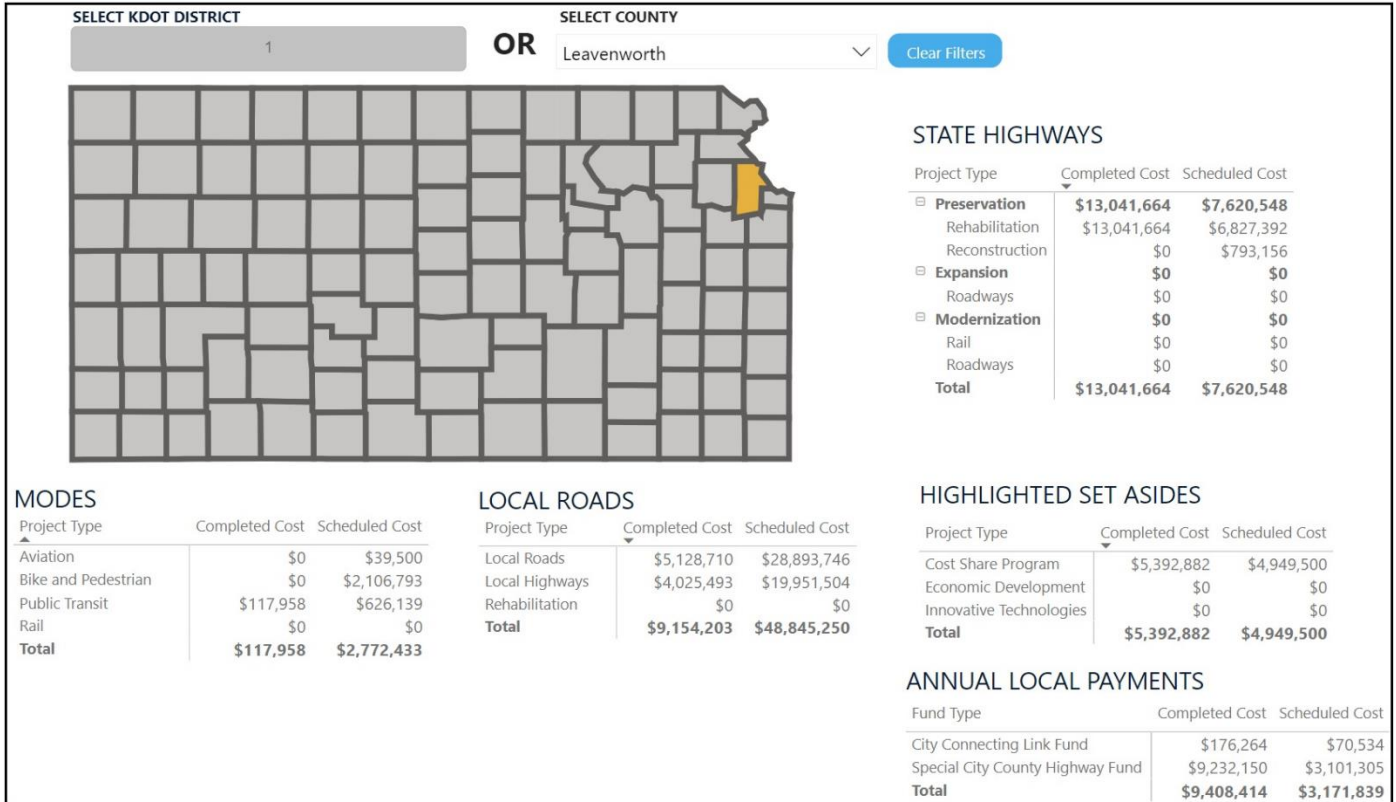 SELECT KDOT DISTRICT
1
OR
SELECT COUNTY
Leavenworth
Clear Filters
STATE HIGHWAYS
Project Type Completed Cost Scheduled Cost
Preservation $13,041,664 $7,620,548
Rehabilitation $13,041,664 $6,827,392
Reconstruction $0 $793,156
Expansion $0 $0
Roadways $0 $0
Modernization $0 $0
Rail $0 $0
Roadways $0 $0
Total $13,041,664 $7,620,548
MODES
Project Type Completed Cost Scheduled Cost
Aviation $0 $39,500
Bike and Pedestrian $0 $2,106,793
Public Transit $117,958 $626,139
Rail $0 $0
Total $117,958 $2,772,433
LOCAL ROADS
Project Type Completed Cost Scheduled Cost
Local Roads $5,128,710 $28,893,746
Local Highways $4,025,493 $19,951,504
Rehabilitation $0 $0
Total $9,154,203 $48,845,250
HIGHLIGHTED SET ASIDES
Project Type Completed Cost Scheduled Cost
Cost Share Program $5,392,882 $4,949,500
Economic Development $0 $0
Innovative Technologies $0 $0
Total $5,392,882 $4,949,500
ANNUAL LOCAL PAYMENTS
Fund Type Completed Cost Scheduled Cost
City Connecting Link Fund $176,264 $70,534
Special City County Highway Fund $9,232,150 $3,101,305
Total $9,408,414 $3,171,839